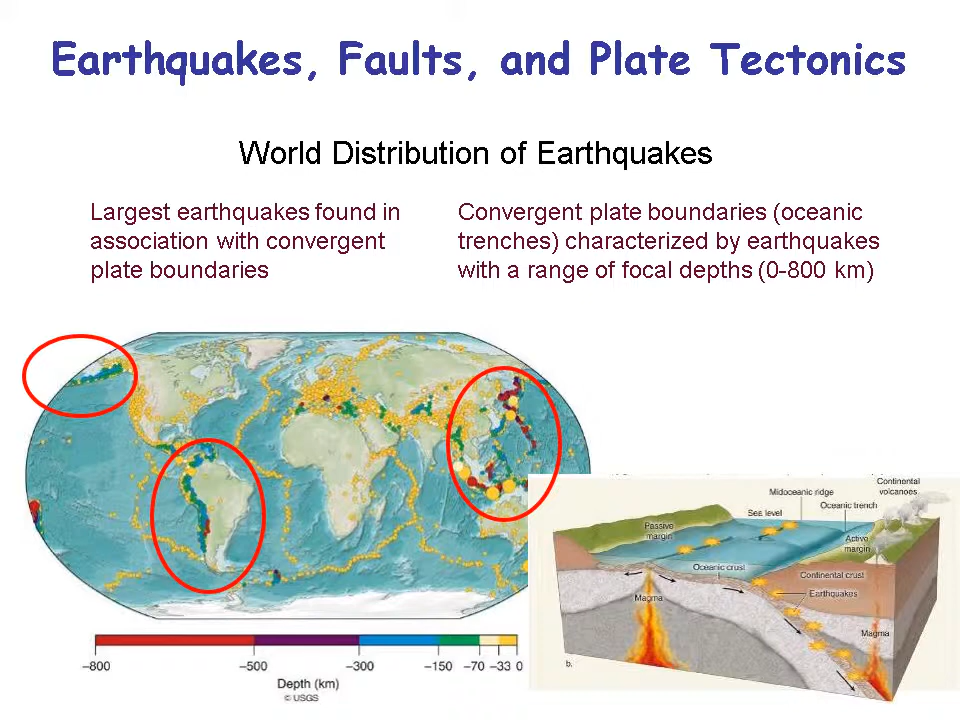 Earthquakes, Faults, and Plate Tectonics
World Distribution of Earthquakes
Largest earthquakes found in
association with convergent
plate boundaries
Convergent plate boundaries (oceanic
trenches) characterized by earthquakes
with a range of focal depths (0-800 km)
Continental
volcanoes
Midoceanic ridge
Oceanic trench
Sea level
Passive
margin
Active
margin
Oceanic crust
Continental crust
Earthquakes
Magma
Magma
b.
–800 –500 –300 –150 –70 –33 0
Depth (km)
© USGS